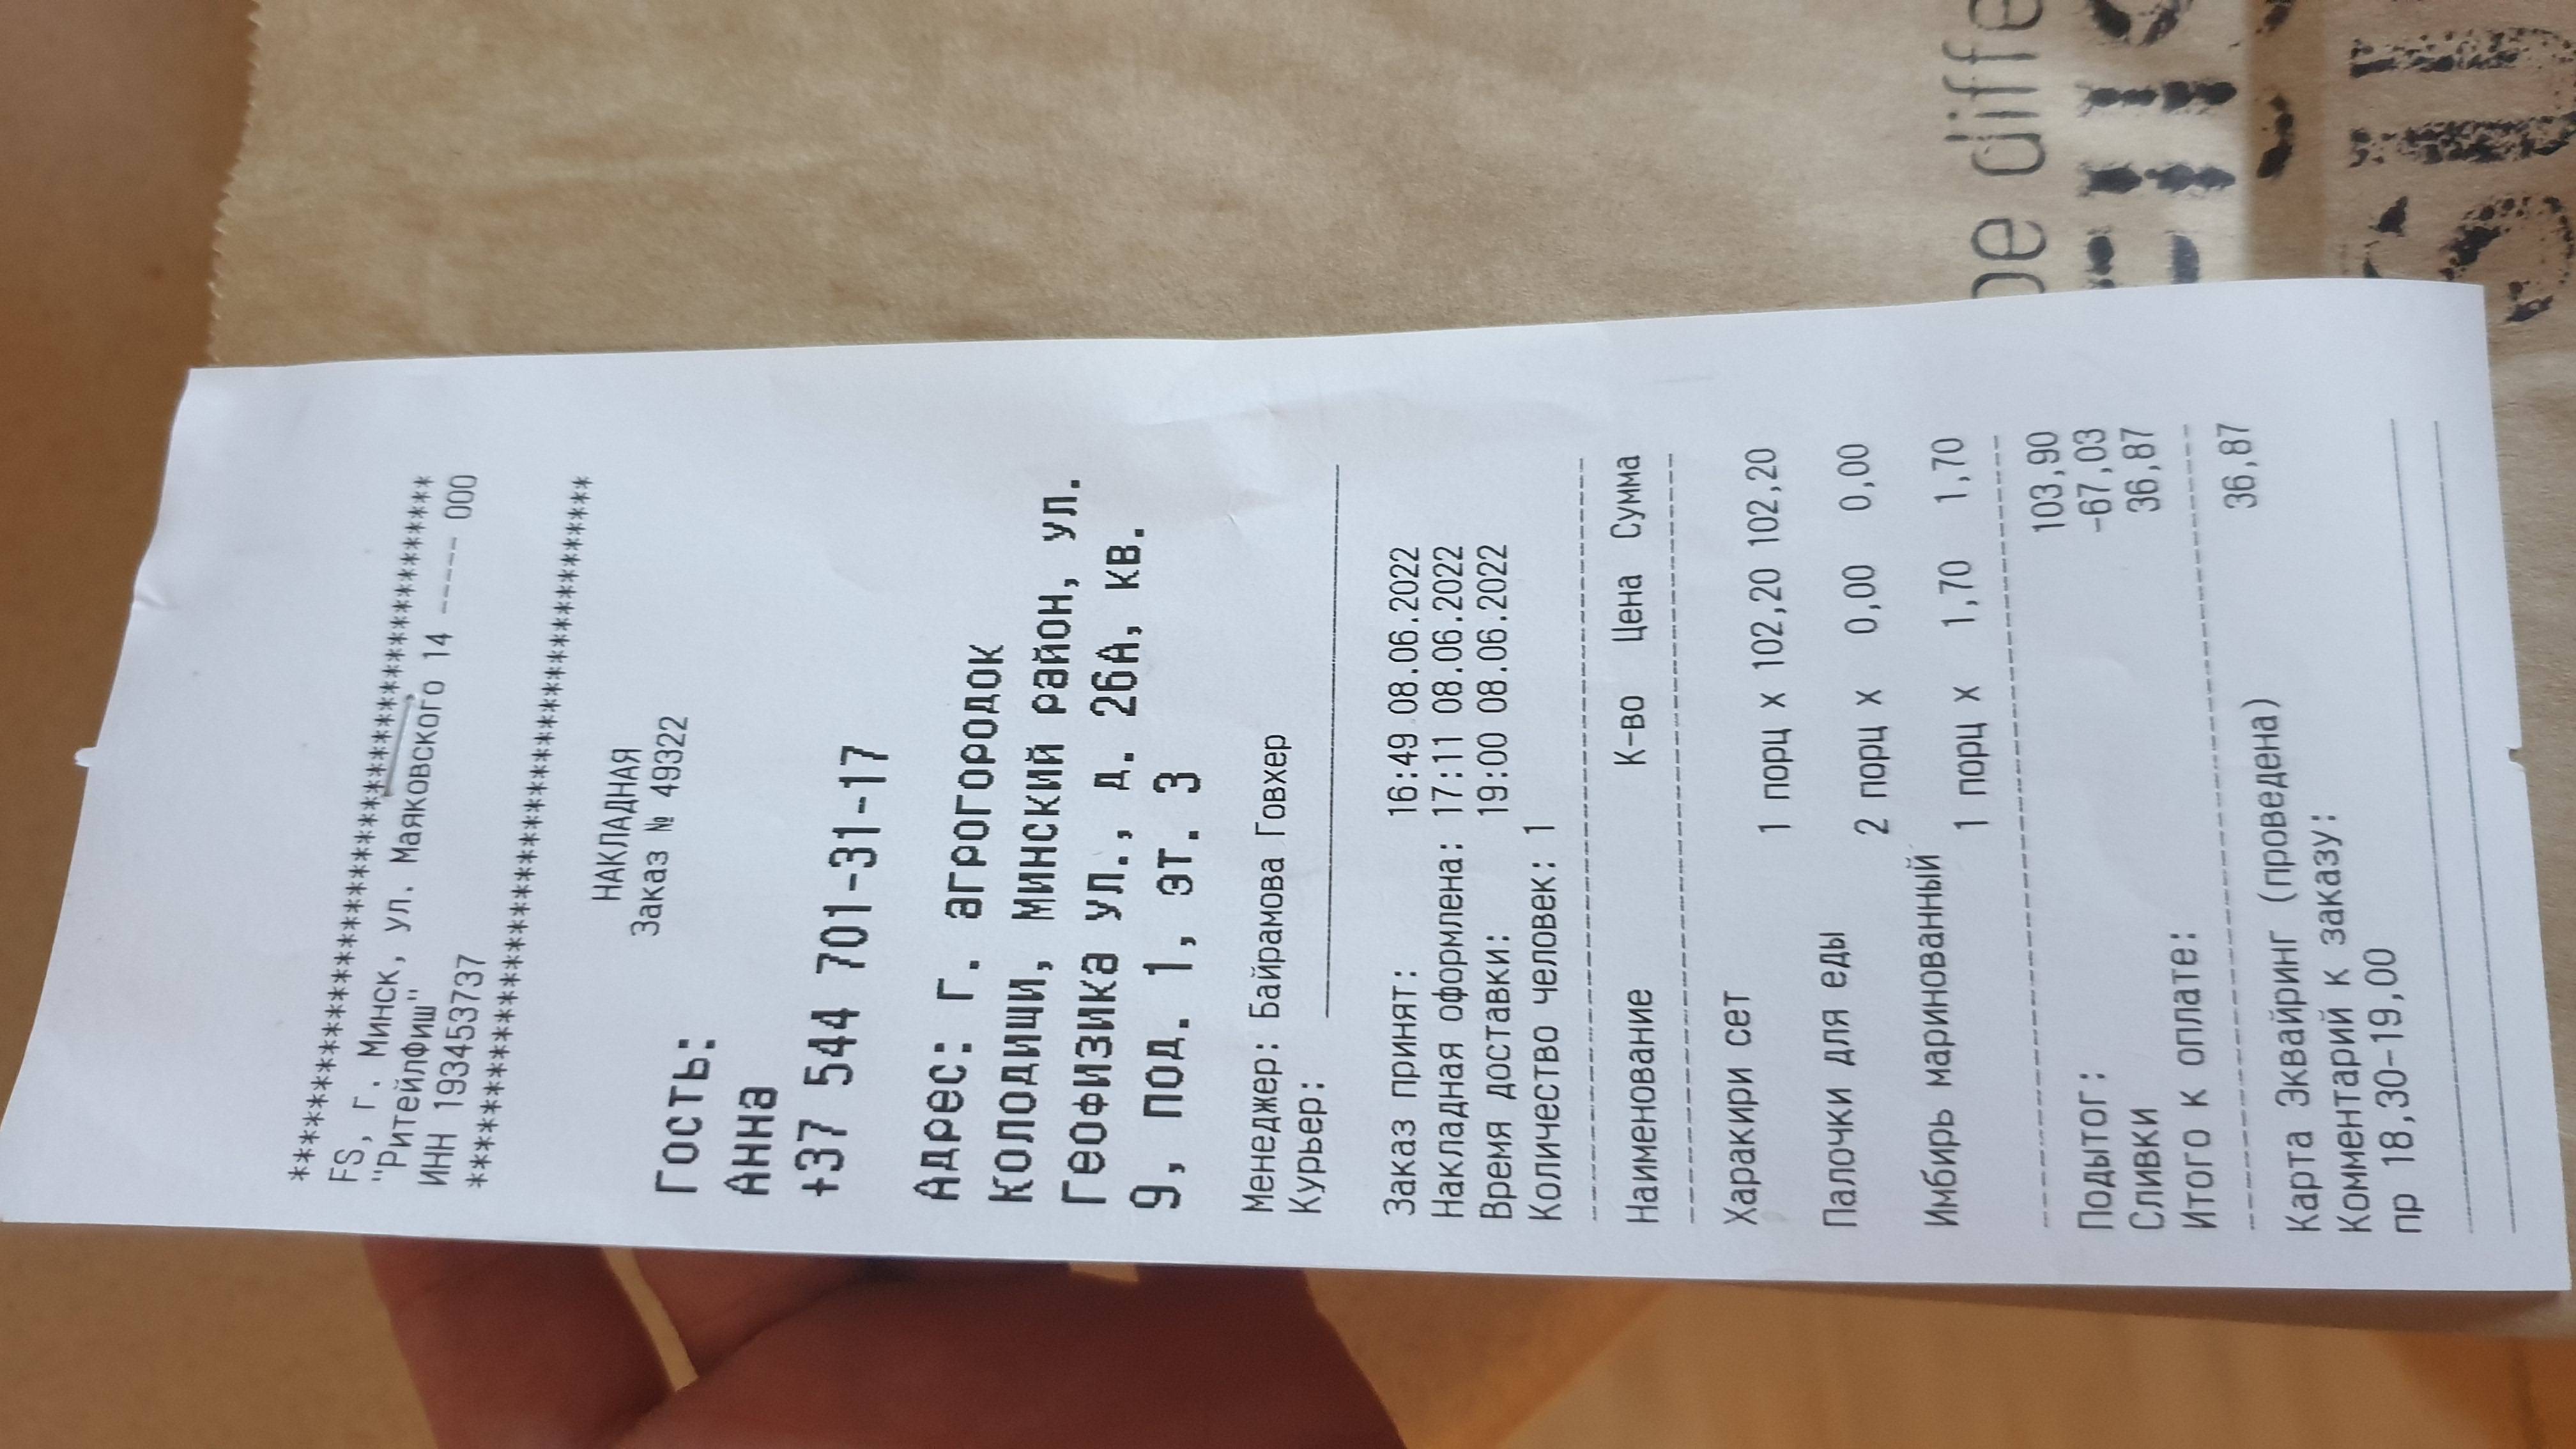 ***********************************
FS, г. Минск, ул. Маяковского 14 ----- ООО
"Ритейлфиш"
ИНН 193453737
***********************************
НАКЛАДНАЯ
Заказ № 49322
Гость:
Анна
+37 544 701-31-17
Адрес: г. агрогородок
Колодищи, Минский район, ул.
Геофизика ул., д. 26А, кв.
9, под. 1, эт. 3
Менеджер: Байрамова Говхер
Курьер:
Заказ принят: 16:49 08.06.2022
Накладная оформлена: 17:11 08.06.2022
Время доставки: 19:00 08.06.2022
Количество человек: 1
Наименование К-во Цена Сумма
Харакири сет
1 порц x 102,20 102,20
Палочки для еды
2 порц x 0,00 0,00
Имбирь маринованный
1 порц x 1,70 1,70
Подытог: 103,90
Сливки -67,03
Итого к оплате: 36,87
Карта Эквайринг (проведена) 36,87
Комментарий к заказу:
пр 18,30-19,00
be diffe